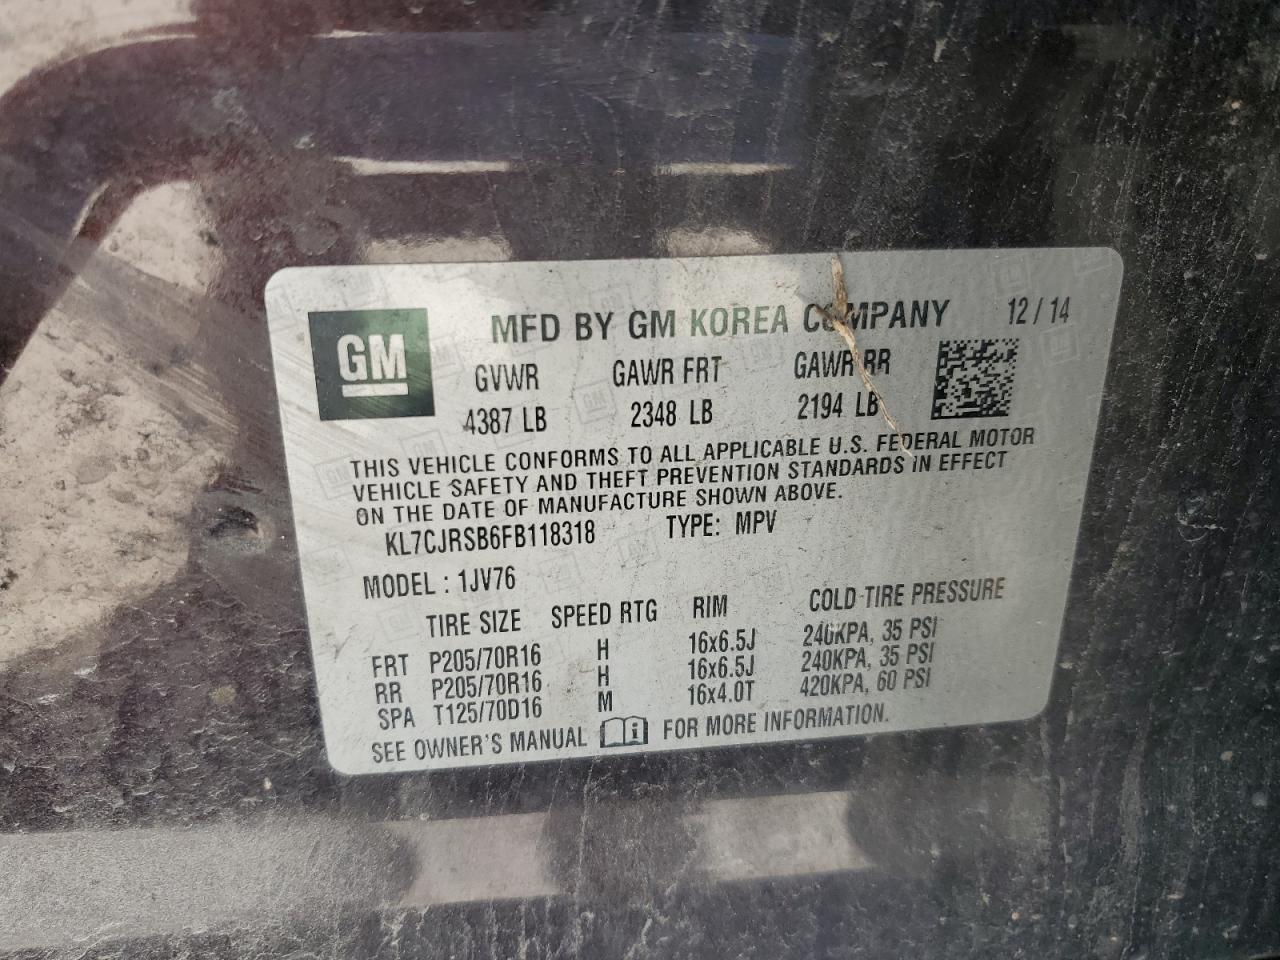 GM
MFD BY GM KOREA COMPANY 12/14
GVWR GAWR FRT GAWR RR
4387 LB 2348 LB 2194 LB
THIS VEHICLE CONFORMS TO ALL APPLICABLE U.S. FEDERAL MOTOR
VEHICLE SAFETY AND THEFT PREVENTION STANDARDS IN EFFECT
ON THE DATE OF MANUFACTURE SHOWN ABOVE.
KL7CJRSB6FB118318 TYPE: MPV
MODEL : 1JV76
TIRE SIZE SPEED RTG RIM COLD TIRE PRESSURE
FRT P205/70R16 H 16x6.5J 240KPA, 35 PSI
RR P205/70R16 H 16x6.5J 240KPA, 35 PSI
SPA T125/70D16 M 16x4.0T 420KPA, 60 PSI
SEE OWNER'S MANUAL i FOR MORE INFORMATION.